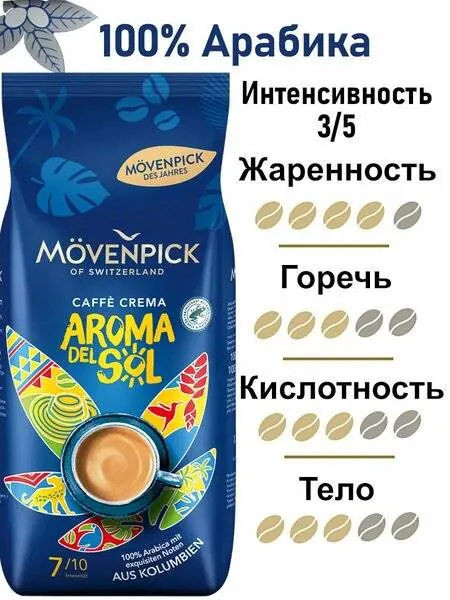 100% Арабика
Интенсивность
3/5
Жаренность
Горечь
Кислотность
Тело
MÖVENPICK
DES JAHRES
MÖVENPICK
OF SWITZERLAND
CAFFÈ CREMA
AROMA
DEL SOL
7/10
100% Arabica mit
exquisiten Noten
AUS KOLUMBIEN